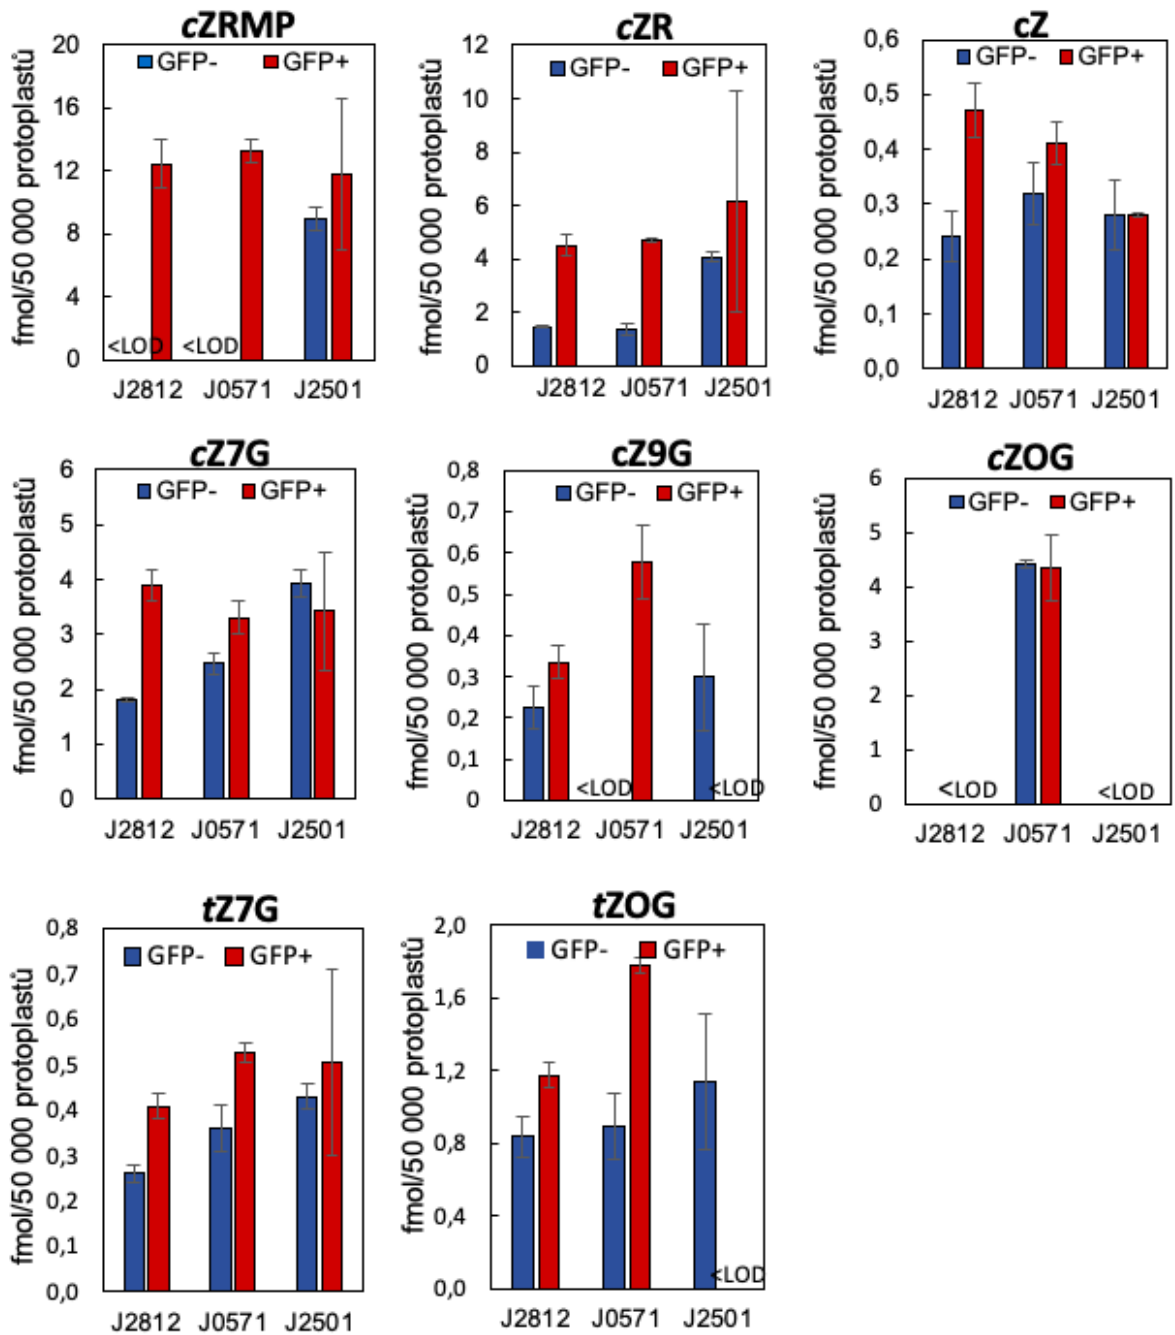 cZRMP
fmol/50 000 protoplastů
20
16
12
8
4
0
GFP-
GFP+
<LOD
<LOD
J2812
J0571
J2501
cZR
fmol/50 000 protoplastů
12
10
8
6
4
2
0
GFP-
GFP+
J2812
J0571
J2501
cZ
fmol/50 000 protoplastů
0,6
0,5
0,4
0,3
0,2
0,1
0,0
GFP-
GFP+
J2812
J0571
J2501
cZ7G
fmol/50 000 protoplastů
6
5
4
3
2
1
0
GFP-
GFP+
J2812
J0571
J2501
cZ9G
fmol/50 000 protoplastů
0,8
0,7
0,6
0,5
0,4
0,3
0,2
0,1
0
GFP-
GFP+
<LOD
<LOD
J2812
J0571
J2501
cZOG
fmol/50 000 protoplastů
6
5
4
3
2
1
0
GFP-
GFP+
<LOD
<LOD
J2812
J0571
J2501
tZ7G
fmol/50 000 protoplastů
0,8
0,7
0,6
0,5
0,4
0,3
0,2
0,1
0,0
GFP-
GFP+
J2812
J0571
J2501
tZOG
fmol/50 000 protoplastů
2,0
1,6
1,2
0,8
0,4
0,0
GFP-
GFP+
<LOD
J2812
J0571
J2501